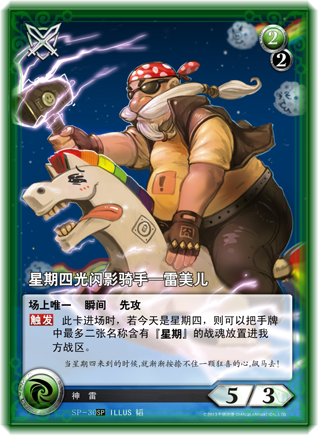 2
2
星期四光闪影骑手—雷美儿
场上唯一 瞬间 先攻
触发 此卡进场时，若今天是星期四，则可以把手牌
中最多二张名称含有「星期」的战魂放置进我
方战区。
当星期四来到的时候，就渐渐按捺不住一颗狂喜的心，飙马去！
神 雷
5 / 3
SP-30 SP ILLUS 韬